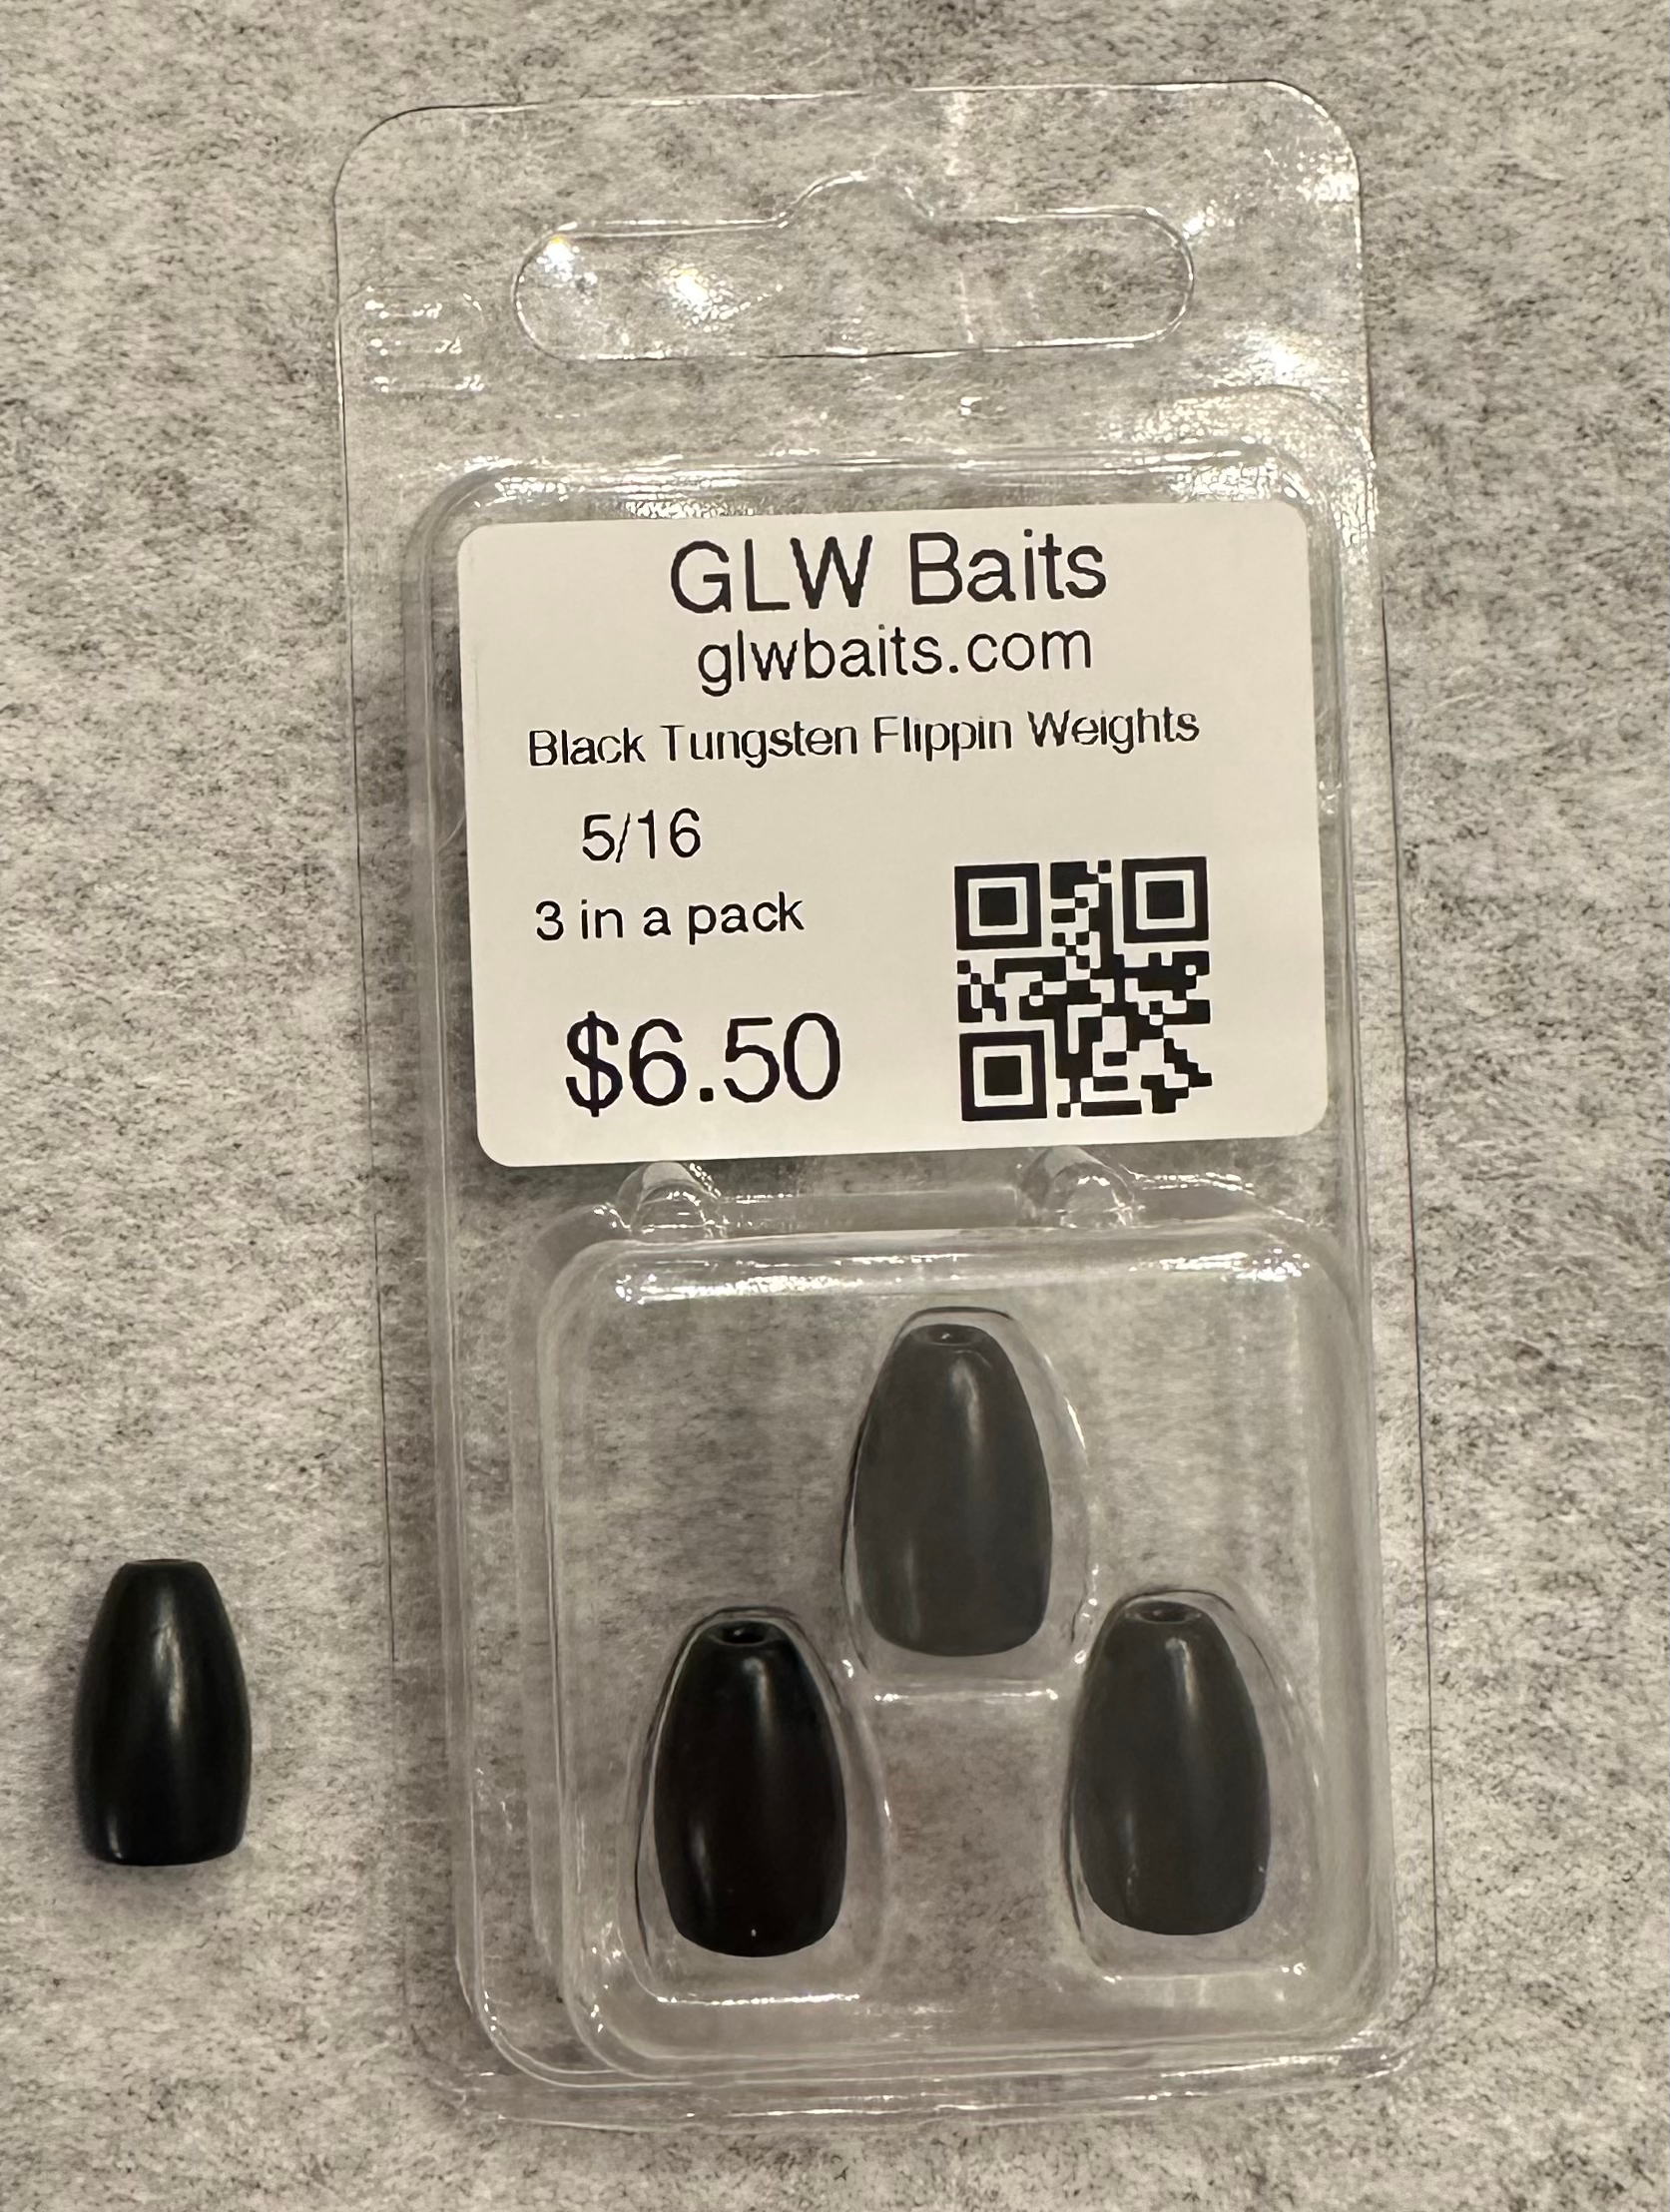 GLW Baits
glwbaits.com
Black Tungsten Flippin Weights
5/16
3 in a pack
$6.50